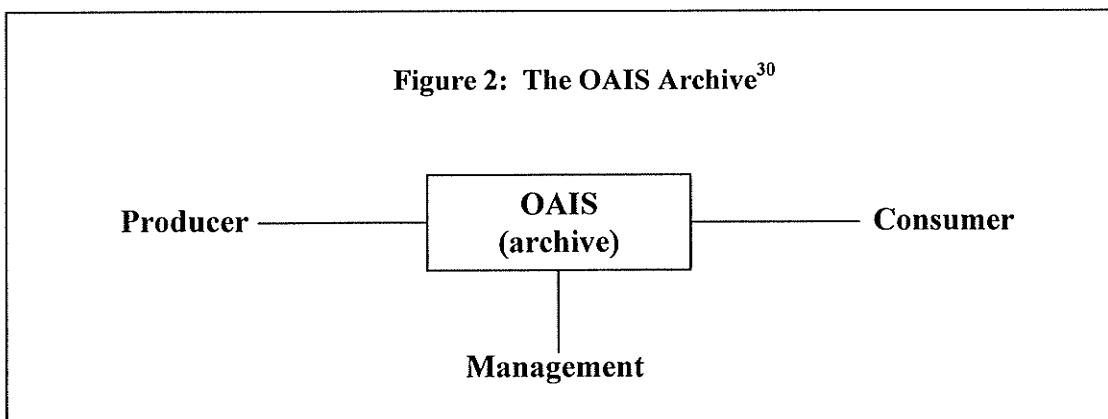 Figure 2: The OAIS Archive30
OAIS
(archive)
Producer
Consumer
Management